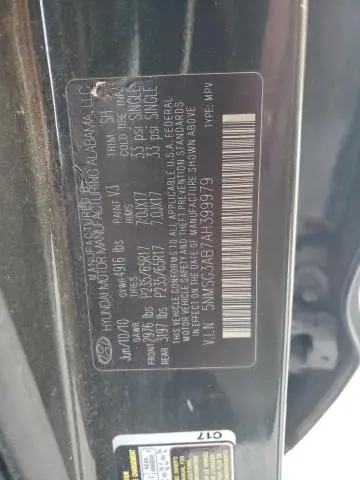 MANUFACTURED BY
HYUNDAI MOTOR MANUFACTURING ALABAMA, LLC
Jun/10/10 GVWR 4916 lbs PAINT V3 TRIM SH
GAWR TIRES RIMS COLD TIRE
FRONT 2976 lbs P235/65R17 7.0JX17 33 psi SINGLE
REAR 3197 lbs P235/65R17 7.0JX17 33 psi SINGLE
THIS VEHICLE CONFORMS TO ALL APPLICABLE U.S.A. FEDERAL
MOTOR VEHICLE SAFETY AND THEFT PREVENTION STANDARDS
IN EFFECT ON THE DATE OF MANUFACTURE SHOWN ABOVE.
V.I.N: 5NMSG3AB7AH399979 TYPE: MPV
C17